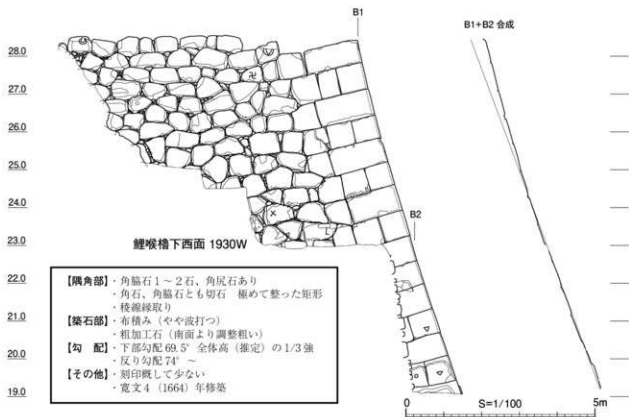 B1
B1+B2 合成
28.0
27.0
26.0
25.0
24.0
23.0
22.0
21.0
20.0
19.0
卍
×
B2
鯉喉櫓下西面 1930W
【隅角部】・角脇石1~2石、角尻石あり
・角石、角脇石とも切石 極めて整った矩形
・稜線縁取り
【築石部】・布積み(やや波打つ)
・粗加工石(南面より調整粗い)
【勾 配】・下部勾配 69.5° 全体高(推定)の1/3強
・反り勾配 74° ~
【その他】・刻印概して少ない
・寛文4(1664)年修築
0 S=1/100 5m